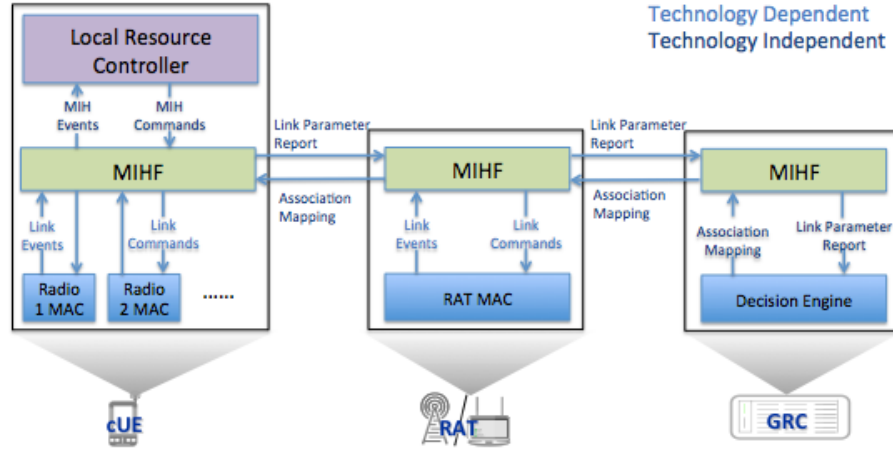 Technology Dependent
Technology Independent
Local Resource
Controller
MIH
Events
MIH
Commands
MIHF
Link
Events
Link
Commands
Radio
1 MAC
Radio
2 MAC
......
cUE
Link Parameter
Report
Association
Mapping
MIHF
Link
Events
Link
Commands
RAT MAC
RAT
Link Parameter
Report
Association
Mapping
MIHF
Association
Mapping
Link Parameter
Report
Decision Engine
GRC